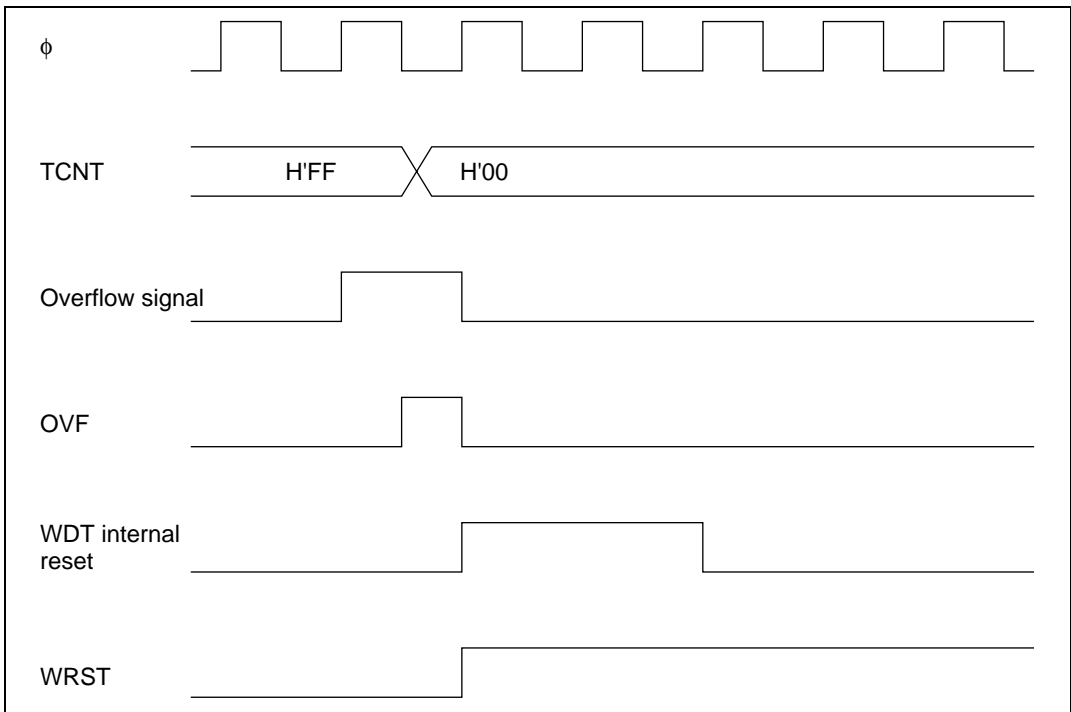 ϕ
TCNT
H'FF
H'00
Overflow signal
OVF
WDT internal
reset
WRST